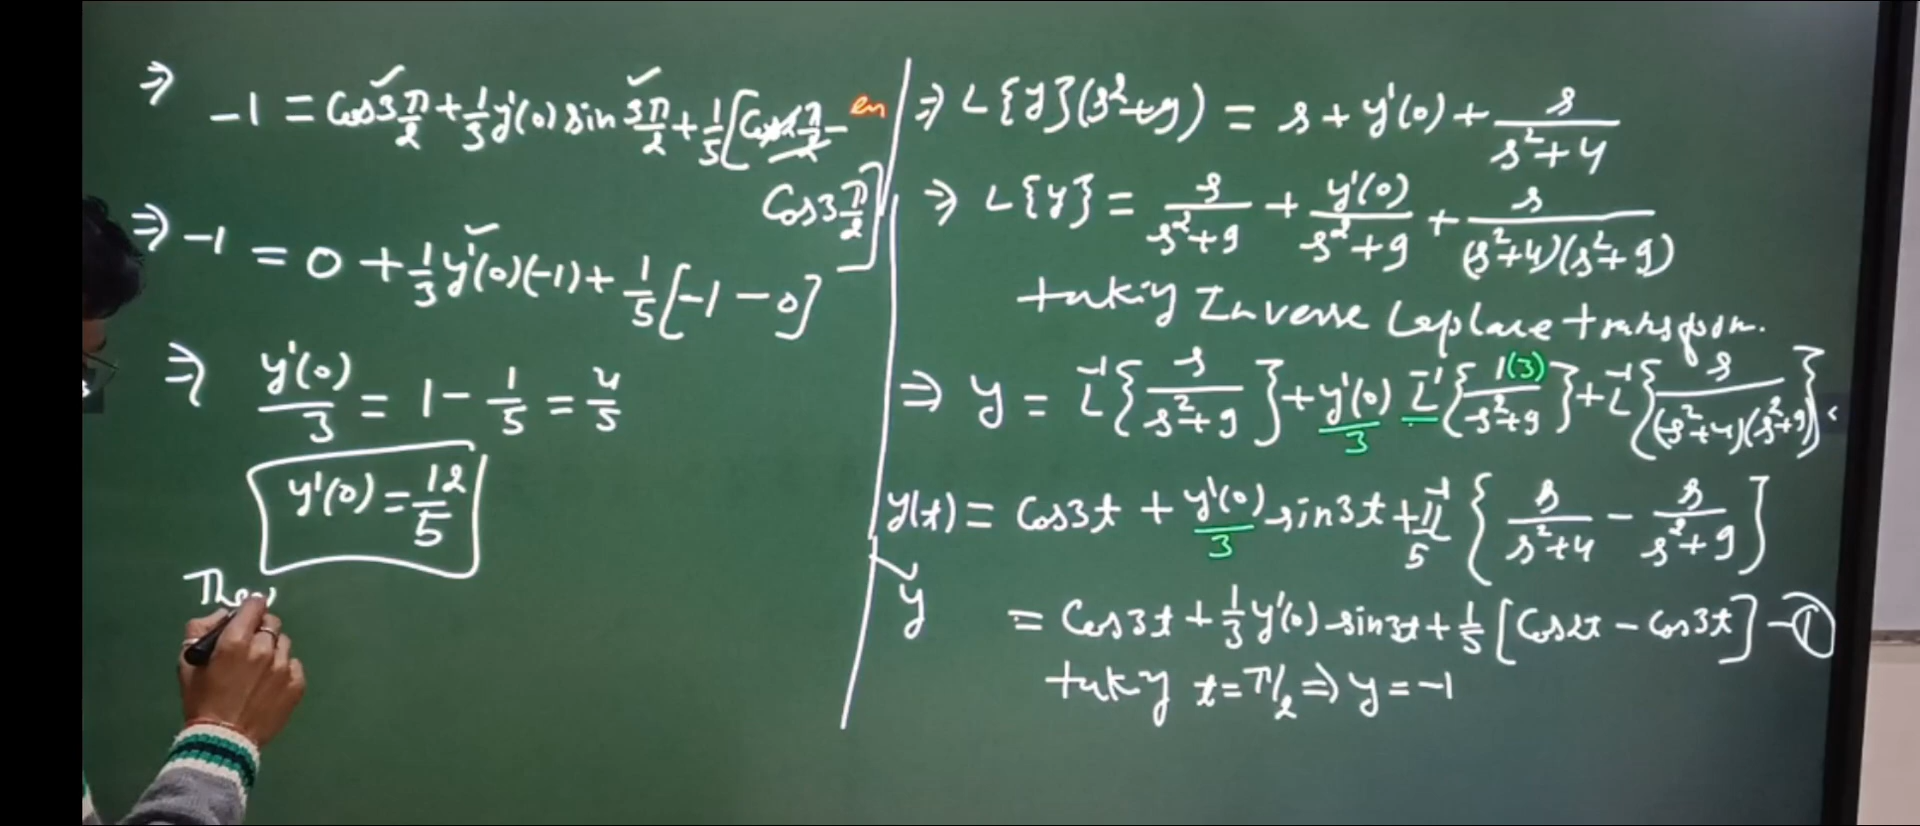 ⇒ -1 = Cos3π/2 + 1/3 y'(0) sin 3π/2 + 1/5 [Cos2π/2 -
Cos3π/2]
⇒ -1 = 0 + 1/3 y'(0)(-1) + 1/5 [-1 - 0]
⇒ y'(0)/3 = 1 - 1/5 = 4/5
y'(0) = 12/5
Then
⇒ L{y}(s²+9) = s + y'(0) + s/(s²+4)
⇒ L{y} = s/(s²+9) + y'(0)/(s²+9) + s/((s²+4)(s²+9))
taking Inverse Laplace transform.
⇒ y = L⁻¹{s/(s²+9)} + y'(0)/3 L⁻¹{1(3)/(s²+9)} + L⁻¹{s/((s²+4)(s²+9))}
y(t) = Cos3t + y'(0)/3 sin3t + 1/5 L⁻¹{s/(s²+4) - s/(s²+9)}
y = Cos3t + 1/3 y'(0) sin3t + 1/5 [Cos2t - Cos3t] - ①
taking t = π/2 ⇒ y = -1